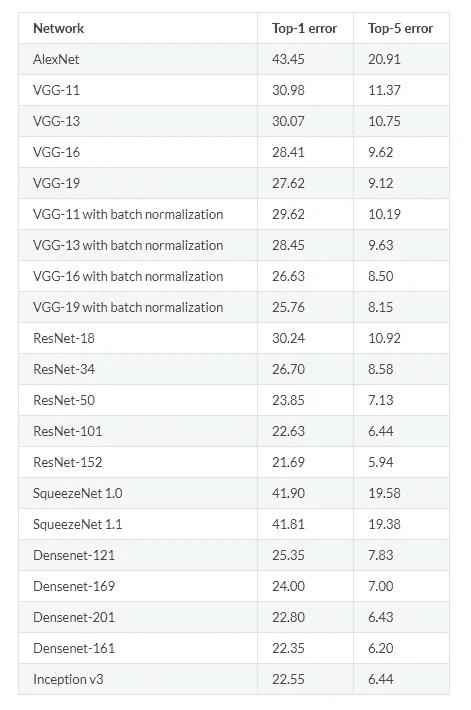 Network Top-1 error Top-5 error
AlexNet 43.45 20.91
VGG-11 30.98 11.37
VGG-13 30.07 10.75
VGG-16 28.41 9.62
VGG-19 27.62 9.12
VGG-11 with batch normalization 29.62 10.19
VGG-13 with batch normalization 28.45 9.63
VGG-16 with batch normalization 26.63 8.50
VGG-19 with batch normalization 25.76 8.15
ResNet-18 30.24 10.92
ResNet-34 26.70 8.58
ResNet-50 23.85 7.13
ResNet-101 22.63 6.44
ResNet-152 21.69 5.94
SqueezeNet 1.0 41.90 19.58
SqueezeNet 1.1 41.81 19.38
Densenet-121 25.35 7.83
Densenet-169 24.00 7.00
Densenet-201 22.80 6.43
Densenet-161 22.35 6.20
Inception v3 22.55 6.44